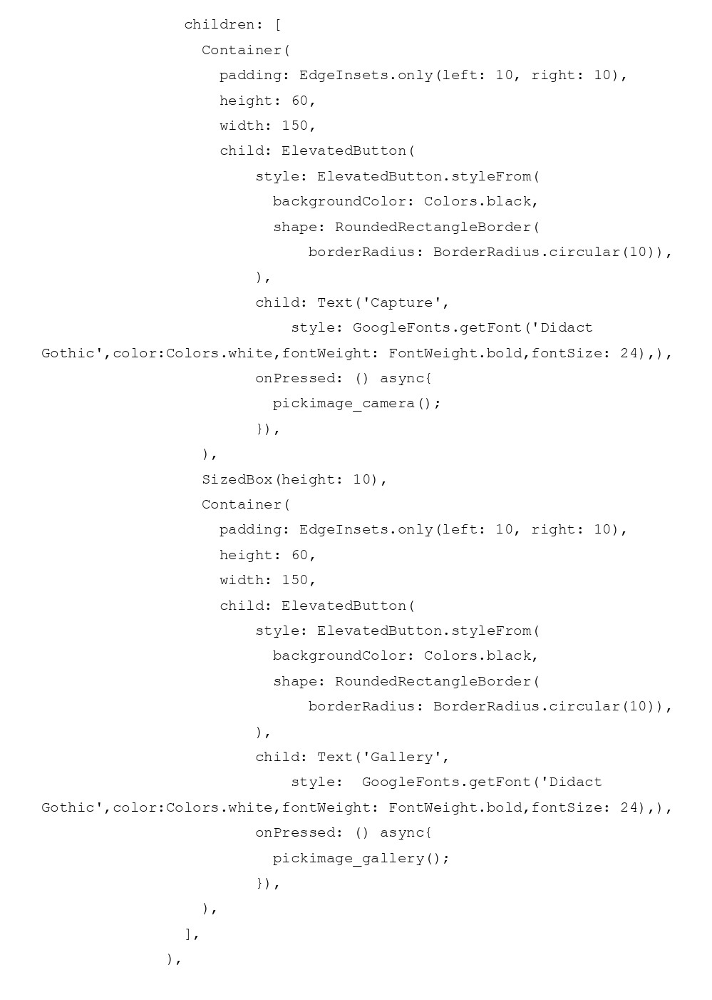 children: [
Container(
padding: EdgeInsets.only(left: 10, right: 10),
height: 60,
width: 150,
child: ElevatedButton(
style: ElevatedButton.styleFrom(
backgroundColor: Colors.black,
shape: RoundedRectangleBorder(
borderRadius: BorderRadius.circular(10)),
),
child: Text('Capture',
style: GoogleFonts.getFont('Didact
Gothic',color:Colors.white,fontWeight: FontWeight.bold,fontSize: 24),),
onPressed: () async{
pickimage_camera();
}),
),
SizedBox(height: 10),
Container(
padding: EdgeInsets.only(left: 10, right: 10),
height: 60,
width: 150,
child: ElevatedButton(
style: ElevatedButton.styleFrom(
backgroundColor: Colors.black,
shape: RoundedRectangleBorder(
borderRadius: BorderRadius.circular(10)),
),
child: Text('Gallery',
style:  GoogleFonts.getFont('Didact
Gothic',color:Colors.white,fontWeight: FontWeight.bold,fontSize: 24),),
onPressed: () async{
pickimage_gallery();
}),
),
],
),